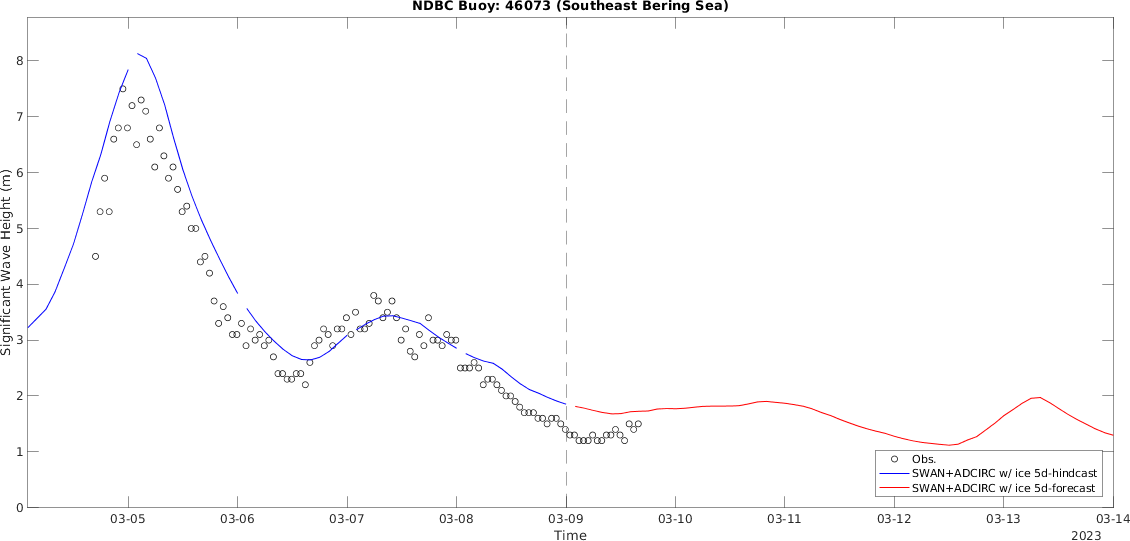 NDBC Buoy: 46073 (Southeast Bering Sea)
Significant Wave Height (m)
8
7
6
5
4
3
2
1
0
Obs.
SWAN+ADCIRC w/ ice 5d-hindcast
SWAN+ADCIRC w/ ice 5d-forecast
03-05 03-06 03-07 03-08 03-09 03-10 03-11 03-12 03-13 03-14
Time
2023